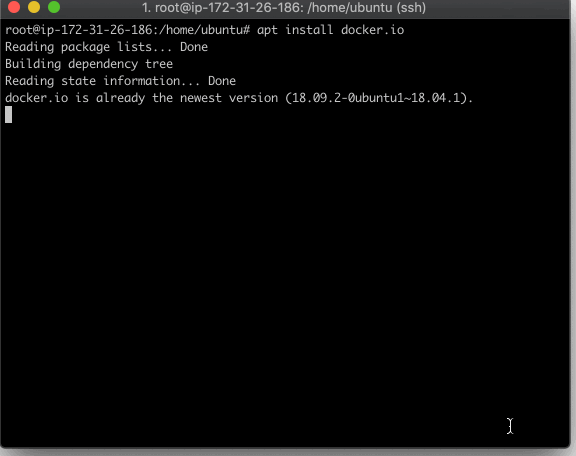 1. root@ip-172-31-26-186: /home/ubuntu (ssh)
root@ip-172-31-26-186:/home/ubuntu# apt install docker.io
Reading package lists... Done
Building dependency tree
Reading state information... Done
docker.io is already the newest version (18.09.2-0ubuntu1~18.04.1).